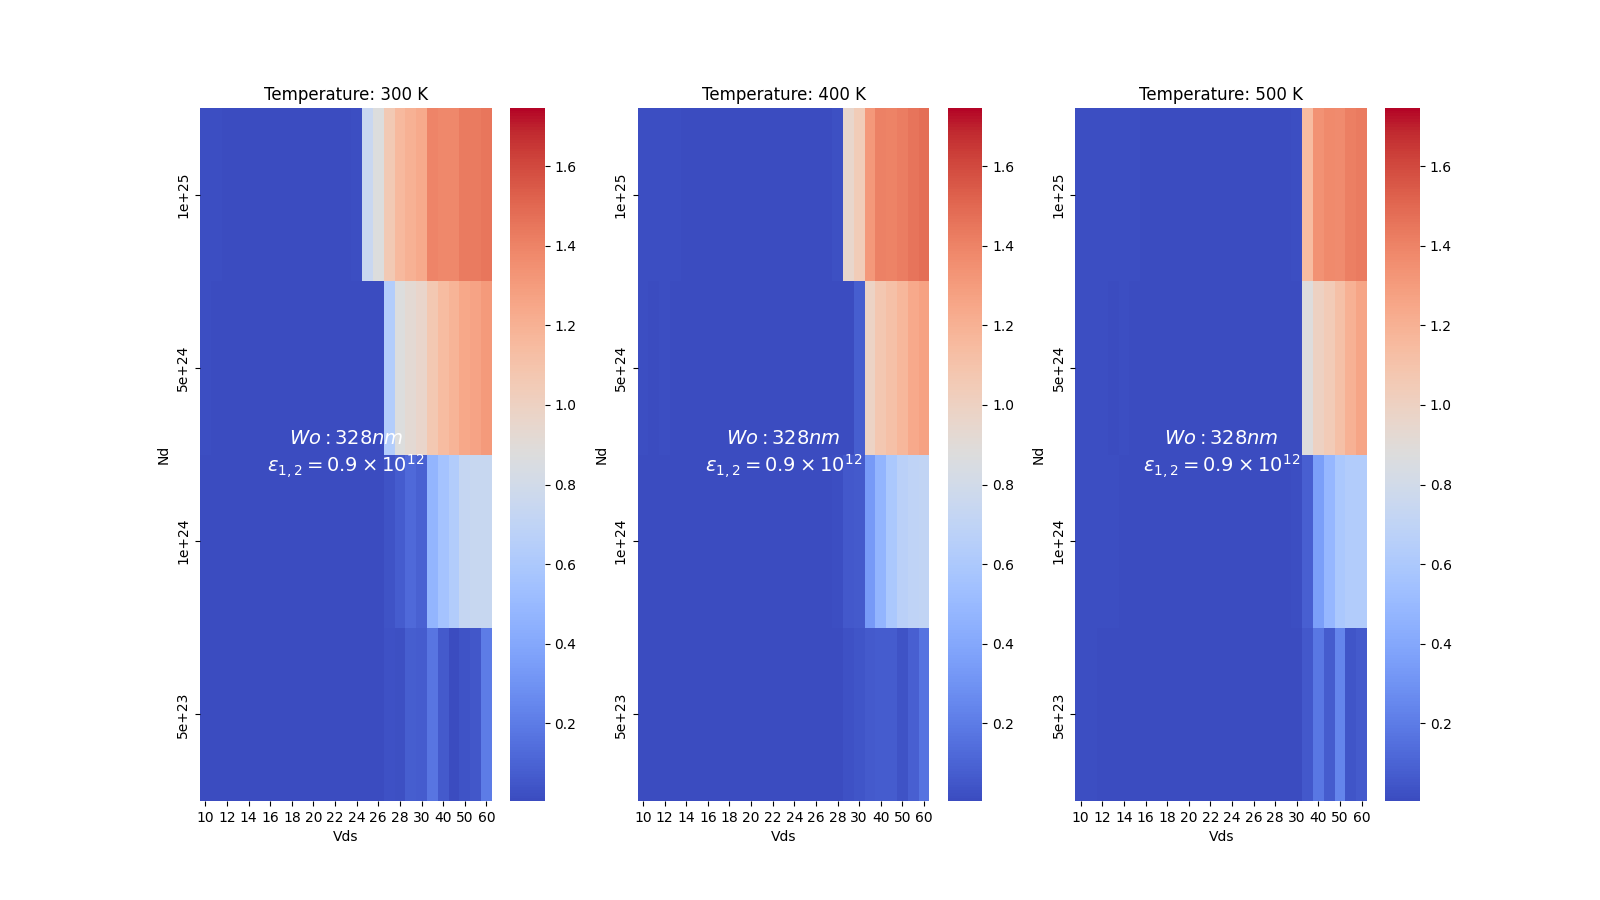 Temperature: 300 K
Temperature: 400 K
Temperature: 500 K
1e+25
5e+24
1e+24
5e+23
Nd
Wo : 328nm
ε1, 2 = 0.9 × 10^12
10 12 14 16 18 20 22 24 26 28 30 40 50 60
Vds
1.6
1.4
1.2
1.0
0.8
0.6
0.4
0.2
1e+25
5e+24
1e+24
5e+23
Nd
Wo : 328nm
ε1, 2 = 0.9 × 10^12
10 12 14 16 18 20 22 24 26 28 30 40 50 60
Vds
1.6
1.4
1.2
1.0
0.8
0.6
0.4
0.2
1e+25
5e+24
1e+24
5e+23
Nd
Wo : 328nm
ε1, 2 = 0.9 × 10^12
10 12 14 16 18 20 22 24 26 28 30 40 50 60
Vds
1.6
1.4
1.2
1.0
0.8
0.6
0.4
0.2